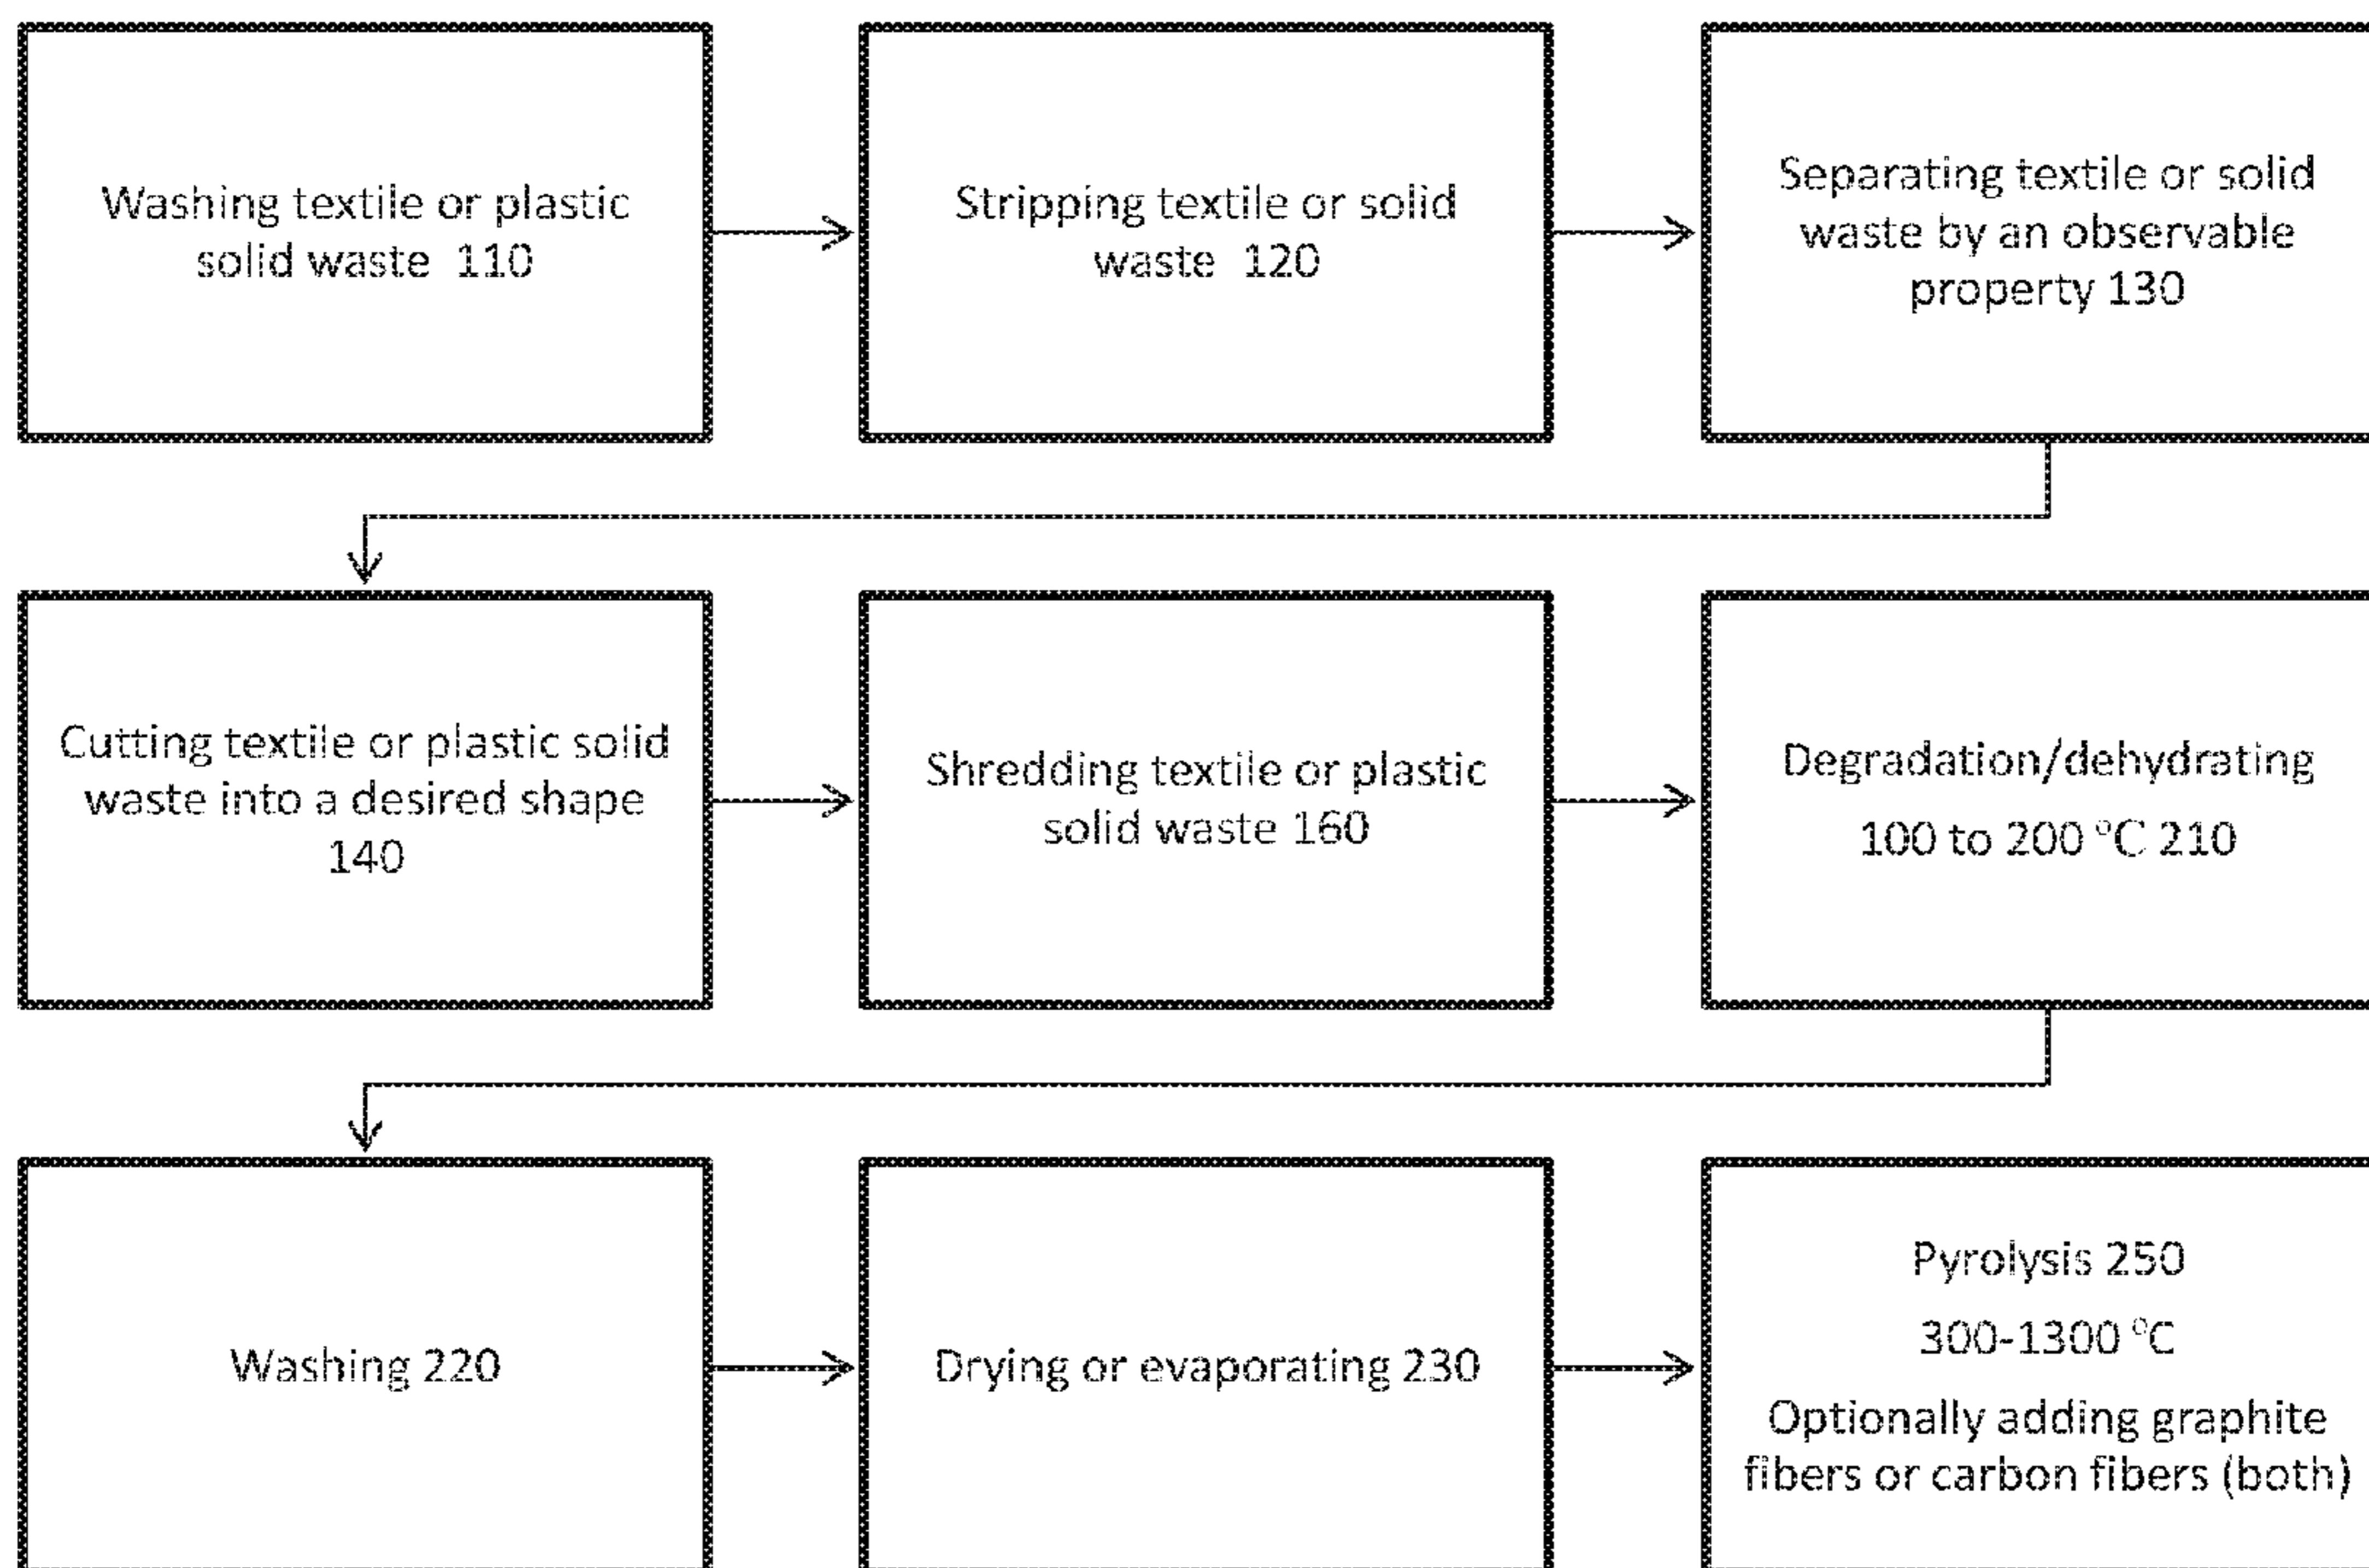 Washing textile or plastic
solid waste 110
Stripping textile or solid
waste 120
Separating textile or solid
waste by an observable
property 130
Cutting textile or plastic solid
waste into a desired shape
140
Shredding textile or plastic
solid waste 160
Degradation/dehydrating
100 to 200 °C 210
Washing 220
Drying or evaporating 230
Pyrolysis 250
300-1300 °C
Optionally adding graphite
fibers or carbon fibers (both)